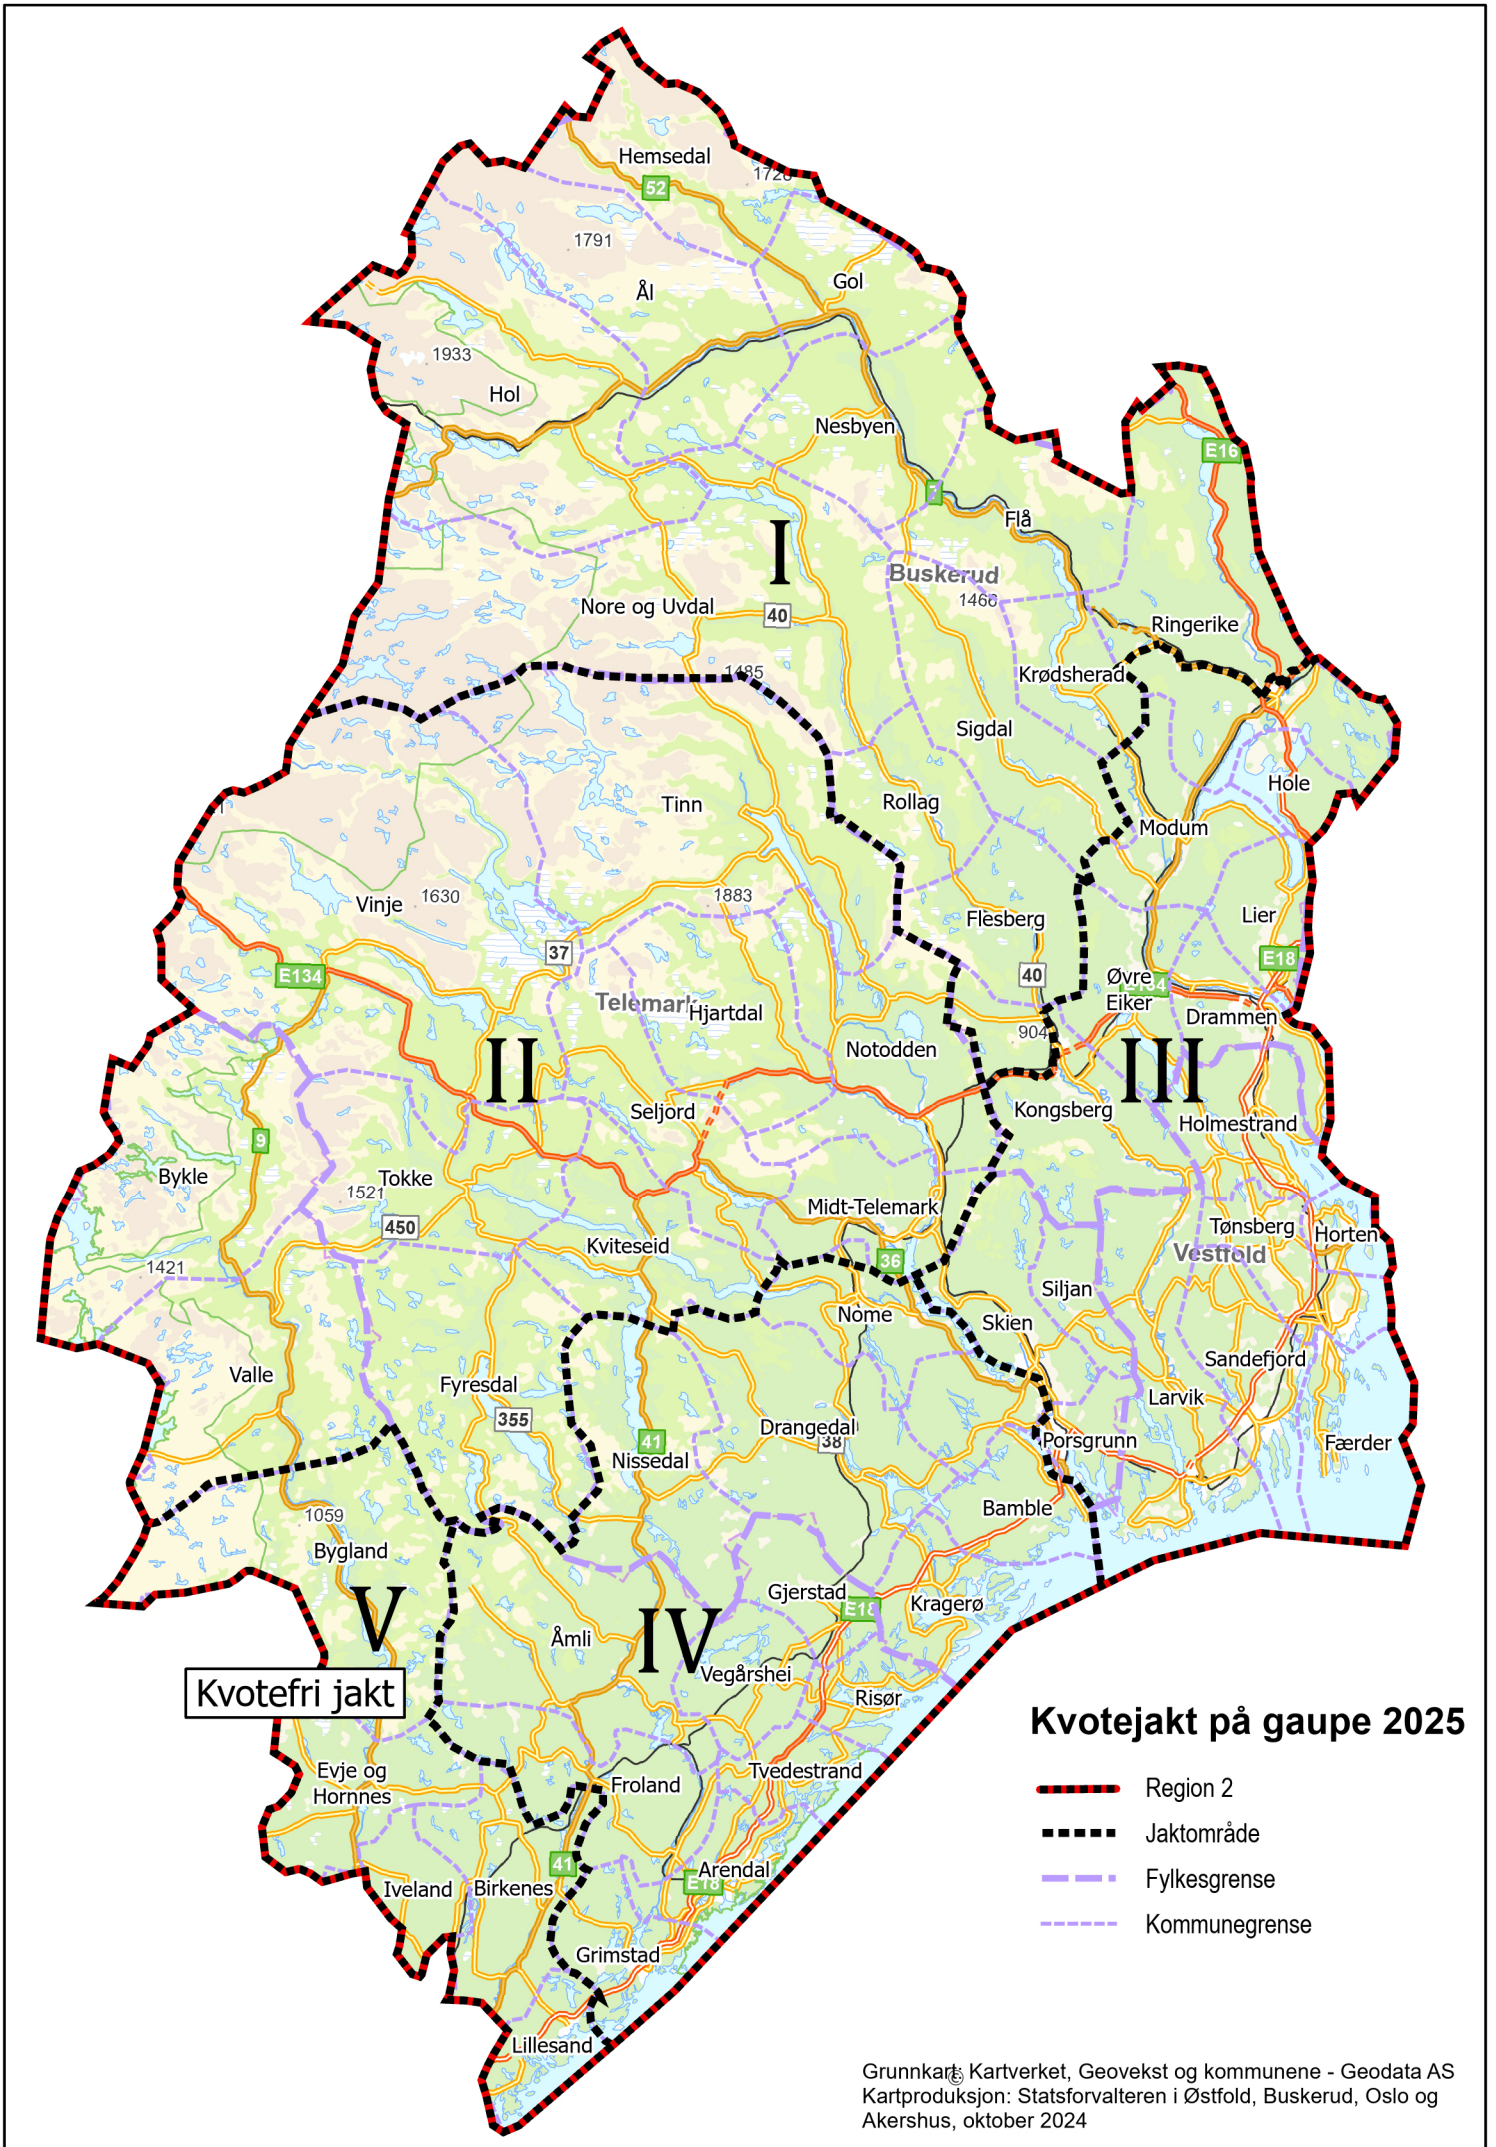 Hemsedal
52
1791
Ål
Gol
1933
Hol
Nesbyen
E16
7
Flå
I
Buskerud
1466
Nore og Uvdal
40
Ringerike
1485
Krødsherad
Sigdal
Hole
Tinn
Rollag
Modum
1630
1883
Vinje
Flesberg
Lier
37
E18
E134
40
Øvre
Eiker
Telemark
Hjartdal
Drammen
904
Notodden
II
III
Seljord
Kongsberg
Holmestrand
9
Bykle
Tokke
1521
450
Midt-Telemark
Tønsberg
Horten
Kviteseid
Vestfold
1421
36
Siljan
Nome
Skien
Valle
Fyresdal
Sandefjord
Larvik
355
Drangedal
38
41
Nissedal
Porsgrunn
Færder
Bamble
1059
Bygland
Gjerstad
Kragerø
E18
V
Åmli
IV
Vegårshei
Kvotefri jakt
Risør
Kvotejakt på gaupe 2025
Evje og
Hornnes
Froland
Tvedestrand
Region 2
Jaktområde
41
Arendal
E18
Iveland
Birkenes
Fylkesgrense
Kommunegrense
Grimstad
Lillesand
Grunnkart: Kartverket, Geovekst og kommunene - Geodata AS
©
Kartproduksjon: Statsforvalteren i Østfold, Buskerud, Oslo og
Akershus, oktober 2024